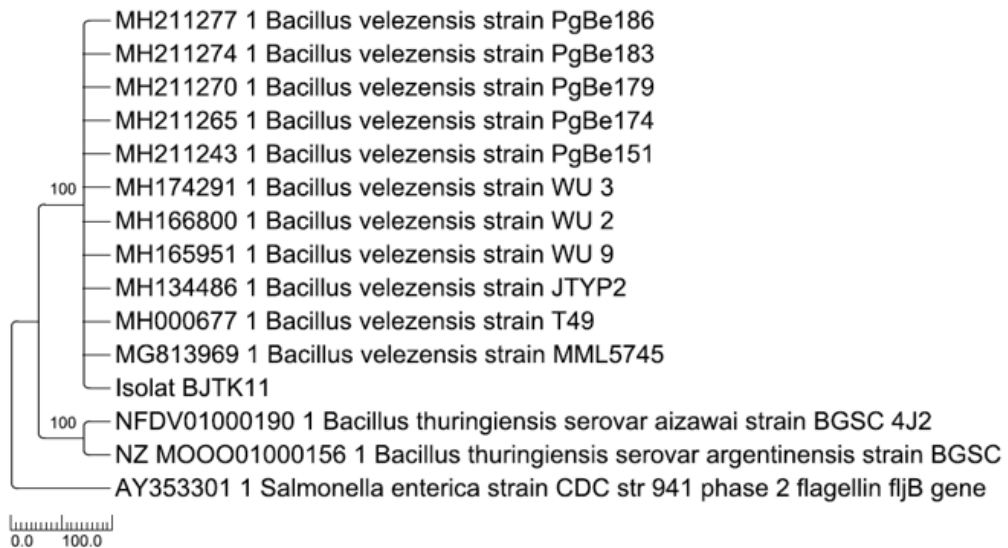 MH211277 1 Bacillus velezensis strain PgBe186
MH211274 1 Bacillus velezensis strain PgBe183
MH211270 1 Bacillus velezensis strain PgBe179
MH211265 1 Bacillus velezensis strain PgBe174
MH211243 1 Bacillus velezensis strain PgBe151
100 MH174291 1 Bacillus velezensis strain WU 3
MH166800 1 Bacillus velezensis strain WU 2
MH165951 1 Bacillus velezensis strain WU 9
MH134486 1 Bacillus velezensis strain JTYP2
MH000677 1 Bacillus velezensis strain T49
MG813969 1 Bacillus velezensis strain MML5745
Isolat BJTK11
100 NFDV01000190 1 Bacillus thuringiensis serovar aizawai strain BGSC 4J2
NZ MOOO01000156 1 Bacillus thuringiensis serovar argentinensis strain BGSC
AY353301 1 Salmonella enterica strain CDC str 941 phase 2 flagellin fljB gene
0.0 100.0